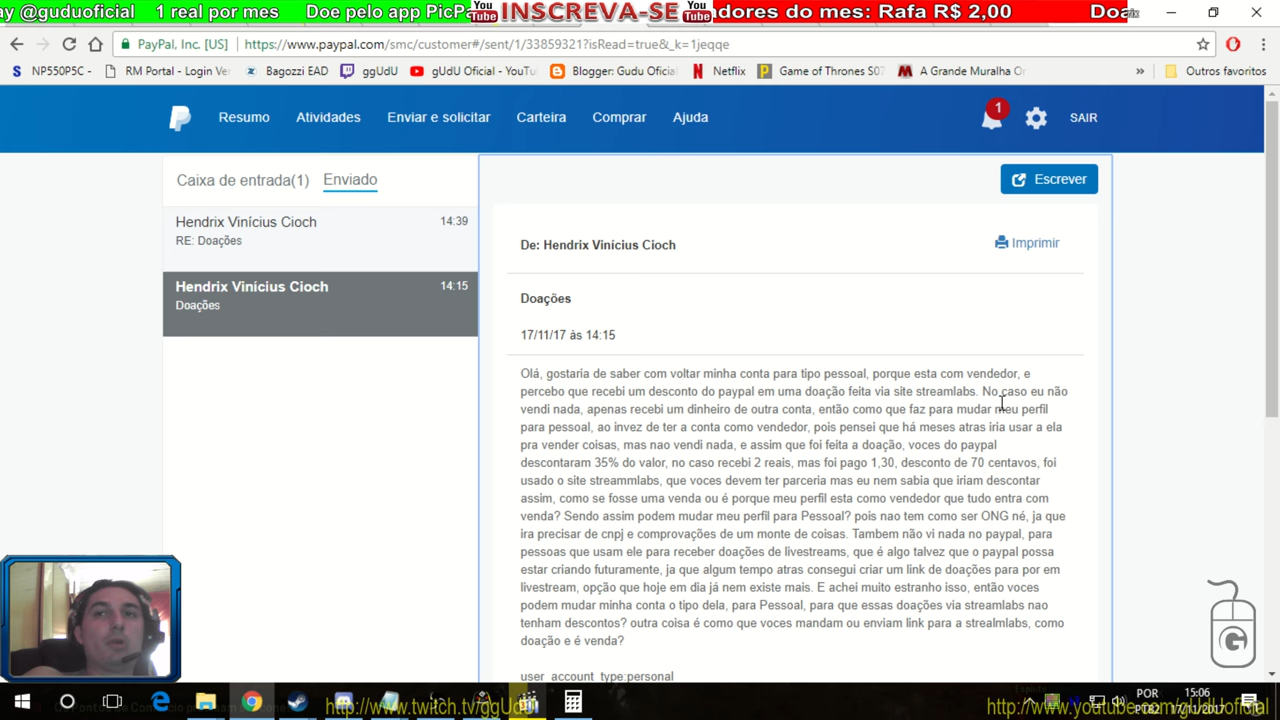 ay @guduoficial 1 real por mes Doe pelo app PicPa
You Tube INSCREVA-SE You Tube
adores do mes: Rafa R$ 2,00 Doa
PayPal, Inc. [US] https://www.paypal.com/smc/customer#/sent/1/33859321?isRead=true&_k=1jeqqe
NP550P5C - RM Portal - Login Ve Bagozzi EAD ggUdU gUdU Oficial - YouTu Blogger: Gudu Oficia Netflix Game of Thrones S07 A Grande Muralha Or » Outros favoritos
Resumo Atividades Enviar e solicitar Carteira Comprar Ajuda 1 SAIR
Caixa de entrada(1) Enviado
Escrever
Hendrix Vinícius Cioch 14:39
RE: Doações
Hendrix Vinícius Cioch 14:15
Doações
De: Hendrix Vinícius Cioch
Imprimir
Doações
17/11/17 às 14:15
Olá, gostaria de saber com voltar minha conta para tipo pessoal, porque esta com vendedor, e
percebo que recebi um desconto do paypal em uma doação feita via site streamlabs. No caso eu não
vendi nada, apenas recebi um dinheiro de outra conta, então como que faz para mudar meu perfil
para pessoal, ao invez de ter a conta como vendedor, pois pensei que há meses atras iria usar a ela
pra vender coisas, mas nao vendi nada, e assim que foi feita a doação, voces do paypal
descontaram 35% do valor, no caso recebi 2 reais, mas foi pago 1,30, desconto de 70 centavos, foi
usado o site streammlabs, que voces devem ter parceria mas eu nem sabia que iriam descontar
assim, como se fosse uma venda ou é porque meu perfil esta como vendedor que tudo entra com
venda? Sendo assim podem mudar meu perfil para Pessoal? pois nao tem como ser ONG né, ja que
ira precisar de cnpj e comprovações de um monte de coisas. Tambem não vi nada no paypal, para
pessoas que usam ele para receber doações de livestreams, que é algo talvez que o paypal possa
estar criando futuramente, ja que algum tempo atras consegui criar um link de doações para por em
livestream, opção que hoje em dia já nem existe mais. E achei muito estranho isso, então voces
podem mudar minha conta o tipo dela, para Pessoal, para que essas doações via streamlabs nao
tenham descontos? outra coisa é como que voces mandam ou enviam link para a strealmlabs, como
doação e é venda?
user_account_type:personal
G
http://www.twitch.tv/ggUd
http://www.youtube
oficial
POR
PTB2
15:06
17/11/2017